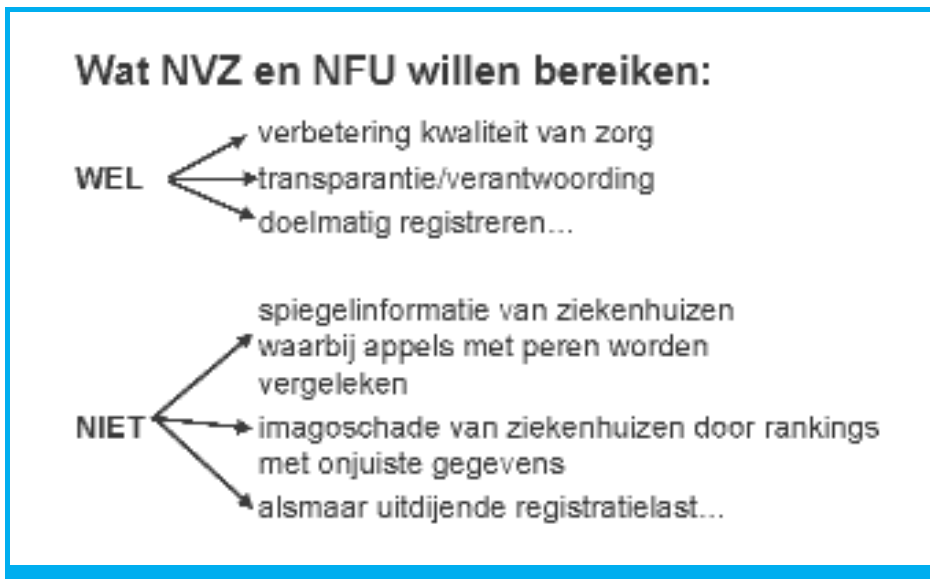 Wat NVZ en NFU willen bereiken:
verbetering kwaliteit van zorg
WEL transparantie/verantwoording
doelmatig registreren...
spiegelinformatie van ziekenhuizen
waarbij appels met peren worden
vergeleken
NIET imagoschade van ziekenhuizen door rankings
met onjuiste gegevens
alsmaar uitdijende registratielast...